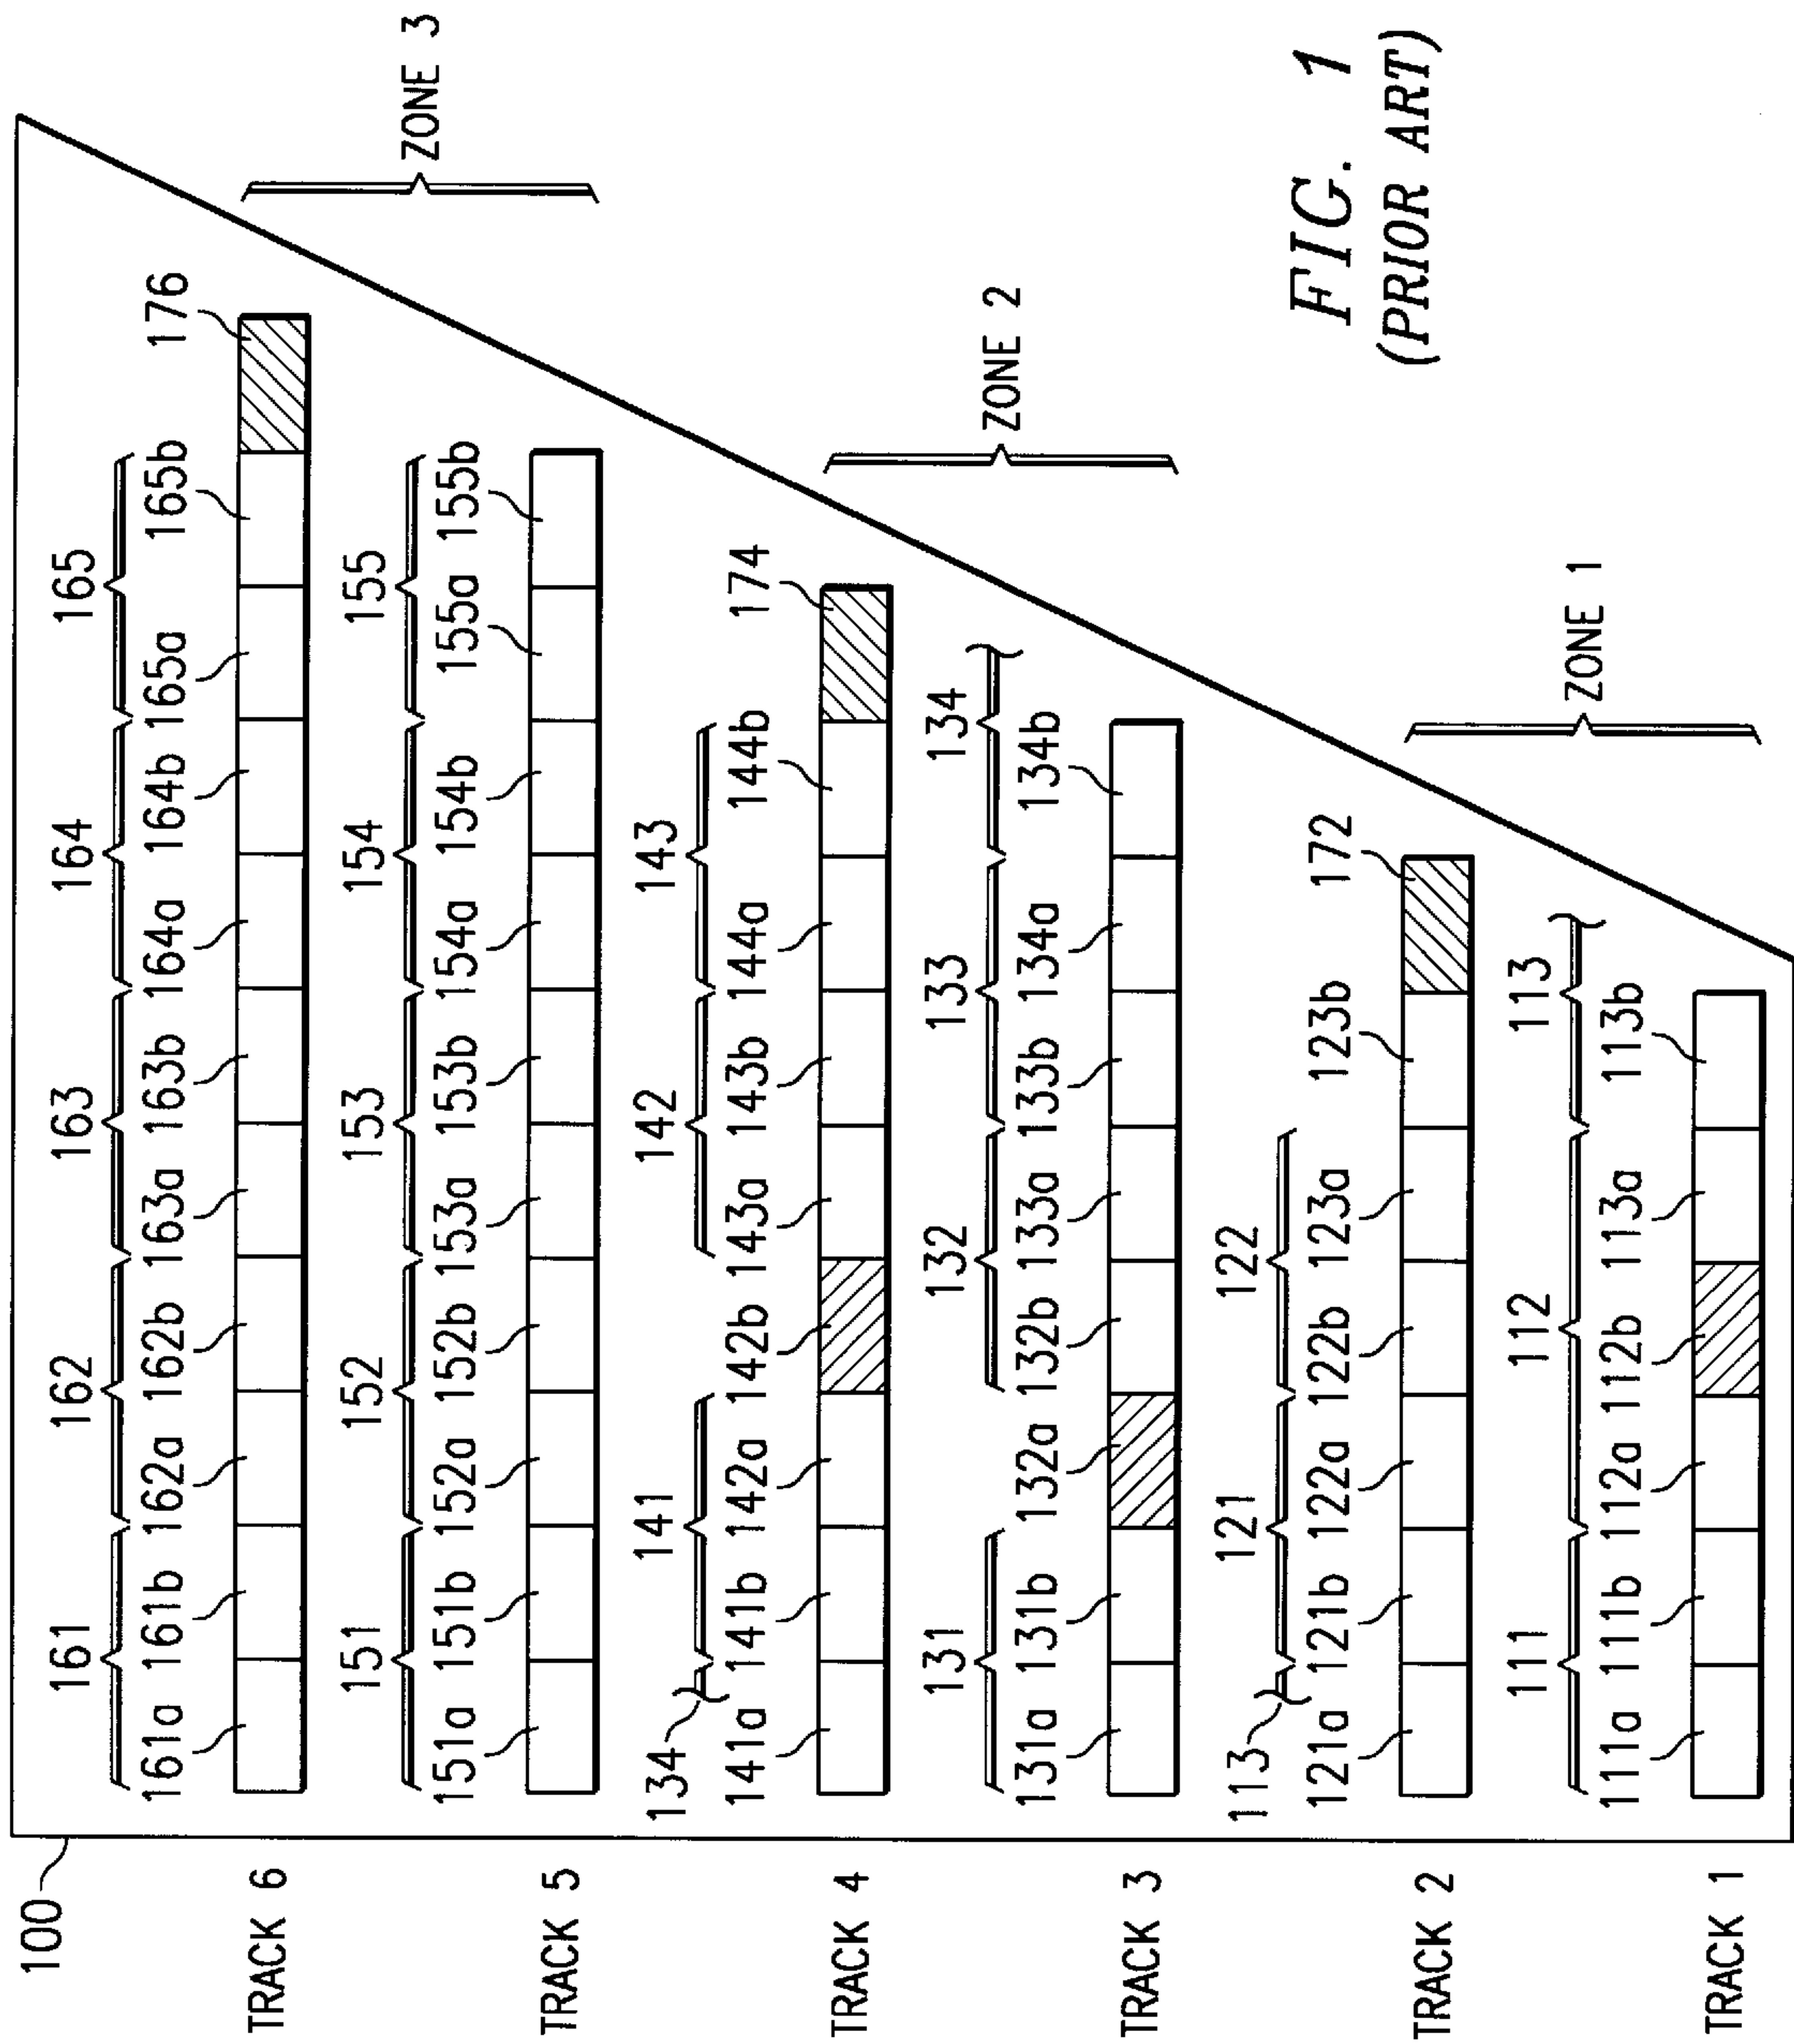 100
161 162 163 164 165
161a 161b 162a 162b 163a 163b 164a 164b 165a 165b 176
TRACK 6
ZONE 3
151 152 153 154 155
151a 151b 152a 152b 153a 153b 154a 154b 155a 155b
TRACK 5
134 141 142 143
141a 141b 142a 142b 143a 143b 144a 144b 174
TRACK 4
ZONE 2
131 132 133 134
131a 131b 132a 132b 133a 133b 134a 134b
TRACK 3
113 121 122
121a 121b 122a 122b 123a 123b 172
TRACK 2
ZONE 1
111 112 113
111a 111b 112a 112b 113a 113b
TRACK 1
FIG. 1
(PRIOR ART)